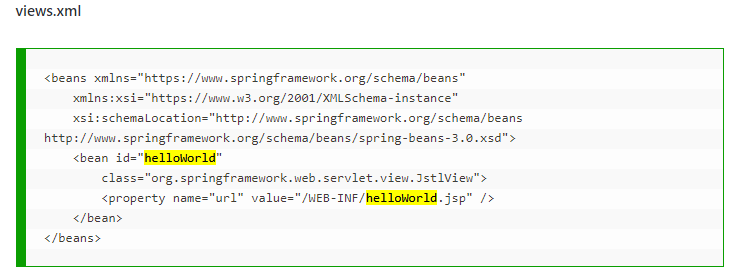 views.xml
<beans xmlns="https://www.springframework.org/schema/beans"
xmlns:xsi="https://www.w3.org/2001/XMLSchema-instance"
xsi:schemaLocation="http://www.springframework.org/schema/beans
http://www.springframework.org/schema/beans/spring-beans-3.0.xsd">
<bean id="helloWorld"
class="org.springframework.web.servlet.view.JstlView">
<property name="url" value="/WEB-INF/helloWorld.jsp" />
</bean>
</beans>